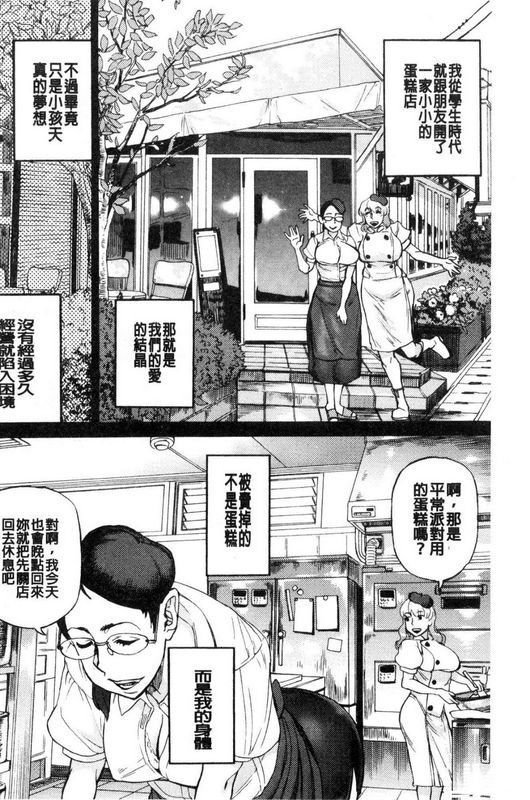 我從學生時代
就跟朋友開了
一家小小的
蛋糕店
那就是
我們的愛
的結晶
不過畢竟
只是小孩天
真的夢想
沒有經過多久
經營就陷入困境
啊，那是
平常派對用
的蛋糕嗎？
被賣掉的
不是蛋糕
而是我的身體
對啊，我今天
也會晚點回來
妳就把先關店
回去休息吧